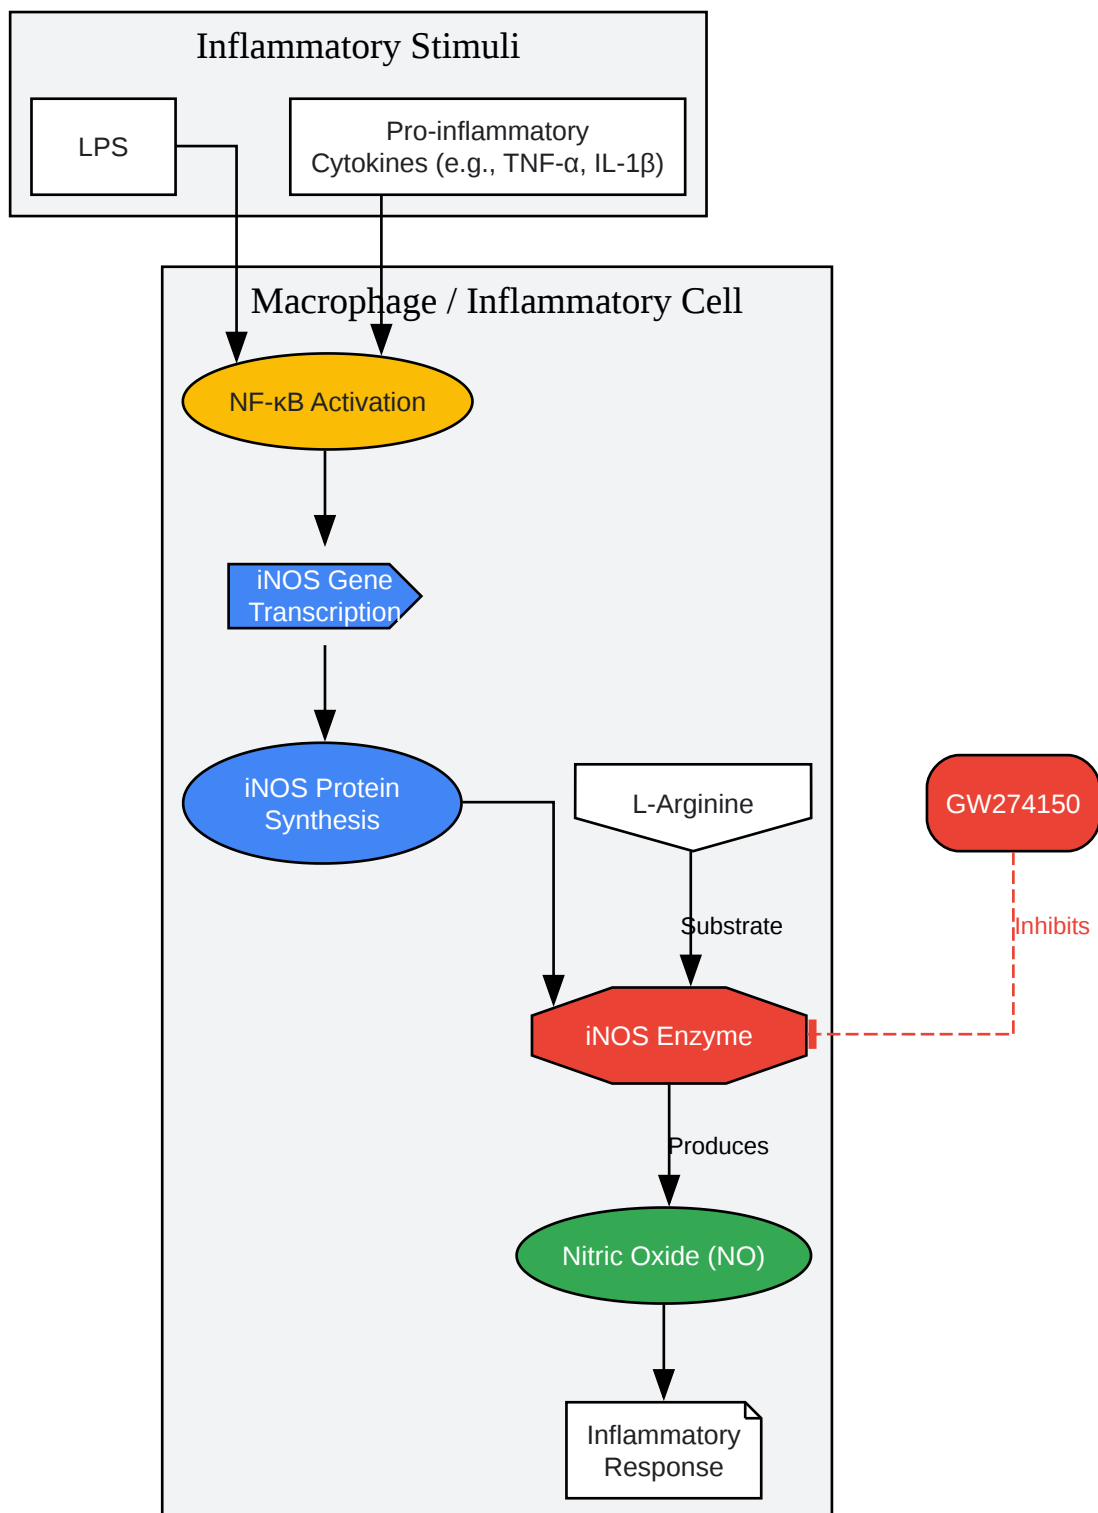 Inflammatory Stimuli
LPS
Pro-inflammatory
Cytokines (e.g., TNF-α, IL-1β)
Macrophage / Inflammatory Cell
NF-κB Activation
iNOS Gene
Transcription
iNOS Protein
Synthesis
L-Arginine
GW274150
Substrate
Inhibits
iNOS Enzyme
Produces
Nitric Oxide (NO)
Inflammatory
Response